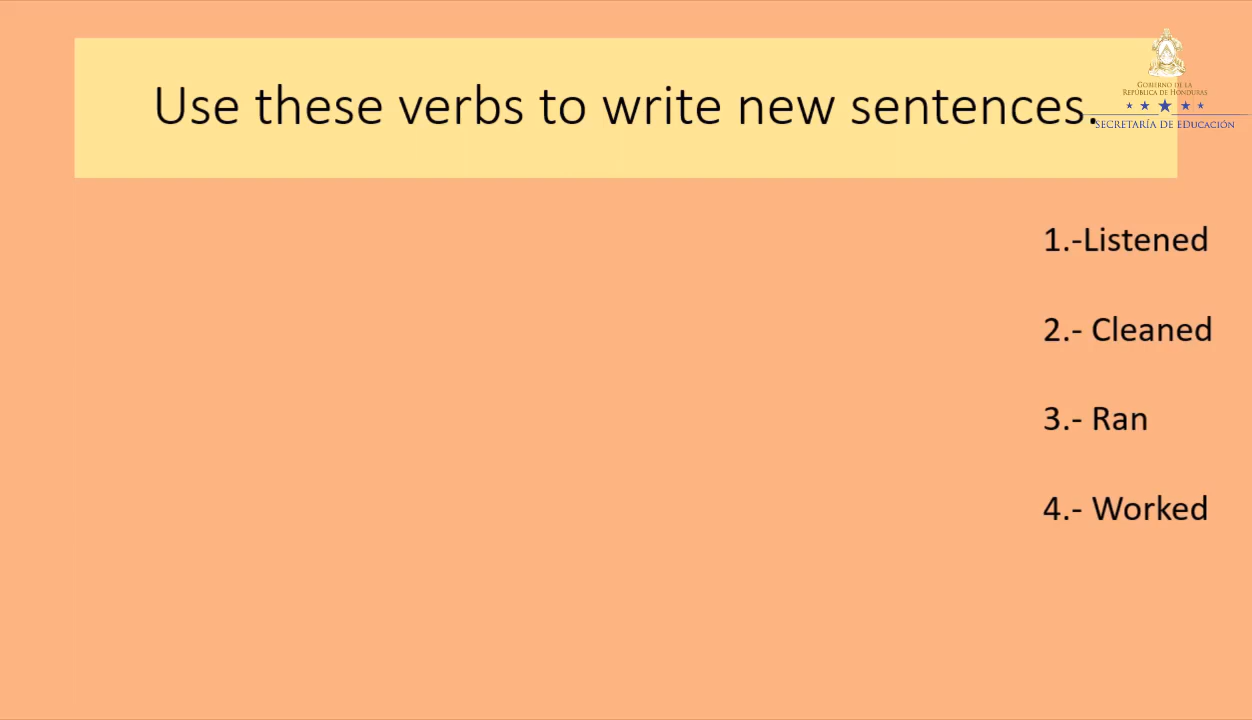 Use these verbs to write new sentences.
GOBIERNO DE LA
REPÚBLICA DE HONDURAS
SECRETARÍA DE EDUCACIÓN
1.-Listened
2.- Cleaned
3.- Ran
4.- Worked